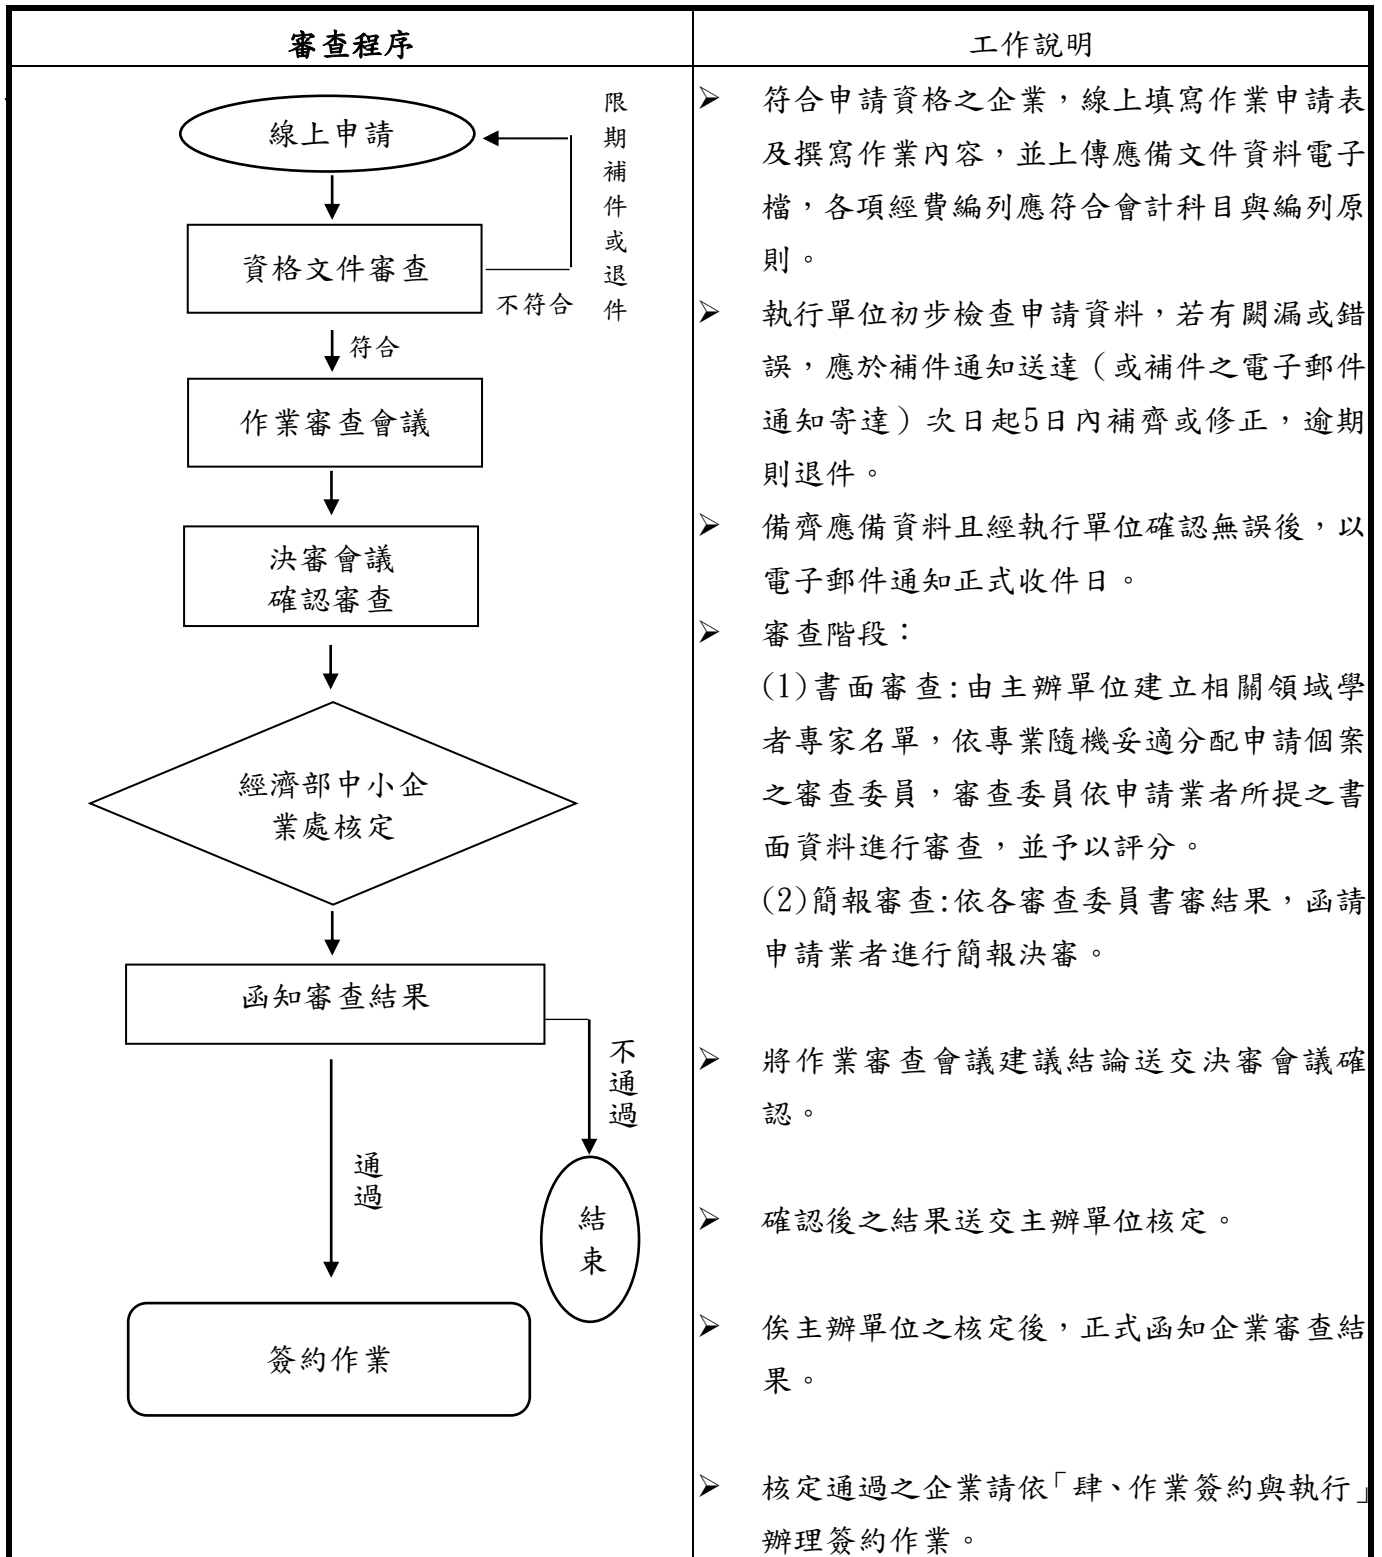 審查程序
工作說明
線上申請
限期補件或退件
資格文件審查
不符合
符合
作業審查會議
決審會議
確認審查
經濟部中小企
業處核定
函知審查結果
不通過
通過
結束
簽約作業
➢ 符合申請資格之企業，線上填寫作業申請表
及撰寫作業內容，並上傳應備文件資料電子
檔，各項經費編列應符合會計科目與編列原
則。
➢ 執行單位初步檢查申請資料，若有闕漏或錯
誤，應於補件通知送達（或補件之電子郵件
通知寄達）次日起5日內補齊或修正，逾期
則退件。
➢ 備齊應備資料且經執行單位確認無誤後，以
電子郵件通知正式收件日。
➢ 審查階段：
(1)書面審查:由主辦單位建立相關領域學
者專家名單，依專業隨機妥適分配申請個案
之審查委員，審查委員依申請業者所提之書
面資料進行審查，並予以評分。
(2)簡報審查:依各審查委員書審結果，函請
申請業者進行簡報決審。
➢ 將作業審查會議建議結論送交決審會議確
認。
➢ 確認後之結果送交主辦單位核定。
➢ 俟主辦單位之核定後，正式函知企業審查結
果。
➢ 核定通過之企業請依「肆、作業簽約與執行」
辦理簽約作業。